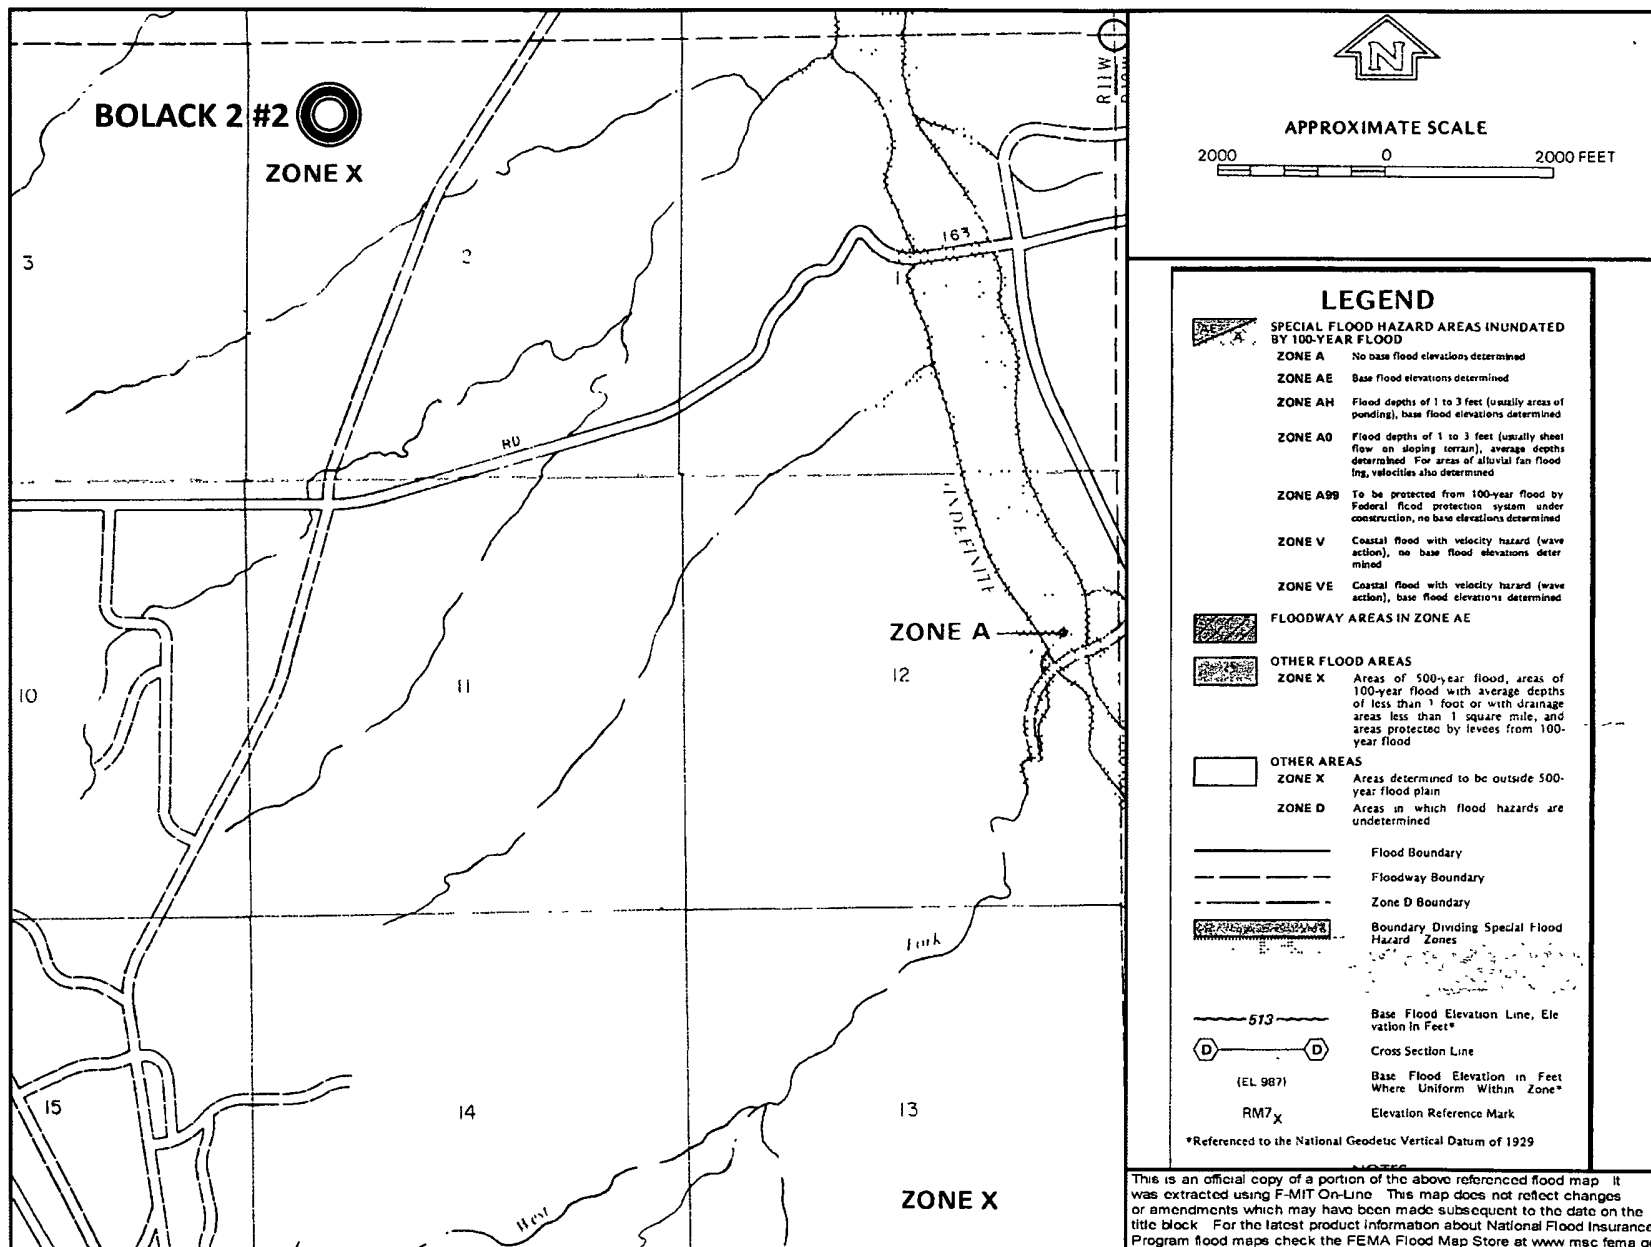 BOLACK 2 #2
ZONE X
R11W
3
2
163
1
RD
INDEFINITE
ZONE A
10
11
12
Fork
15
14
13
ZONE X
West
N
APPROXIMATE SCALE
2000 0 2000 FEET
LEGEND
SPECIAL FLOOD HAZARD AREAS INUNDATED
BY 100-YEAR FLOOD
ZONE A No base flood elevations determined
ZONE AE Base flood elevations determined
ZONE AH Flood depths of 1 to 3 feet (usually areas of
ponding), base flood elevations determined
ZONE A0 Flood depths of 1 to 3 feet (usually sheet
flow on sloping terrain), average depths
determined For areas of alluvial fan flood
ing, velocities also determined
ZONE A99 To be protected from 100-year flood by
Federal flood protection system under
construction, no base elevations determined
ZONE V Coastal flood with velocity hazard (wave
action), no base flood elevations deter
mined
ZONE VE Coastal flood with velocity hazard (wave
action), base flood elevations determined
FLOODWAY AREAS IN ZONE AE
OTHER FLOOD AREAS
ZONE X Areas of 500-year flood, areas of
100-year flood with average depths
of less than 1 foot or with drainage
areas less than 1 square mile, and
areas protected by levees from 100-
year flood
OTHER AREAS
ZONE X Areas determined to be outside 500-
year flood plain
ZONE D Areas in which flood hazards are
undetermined
Flood Boundary
Floodway Boundary
Zone D Boundary
Boundary Dividing Special Flood
Hazard Zones
513 Base Flood Elevation Line, Ele
vation In Feet*
D D Cross Section Line
(EL 987) Base Flood Elevation in Feet
Where Uniform Within Zone*
RM7X Elevation Reference Mark
*Referenced to the National Geodetic Vertical Datum of 1929
This is an official copy of a portion of the above referenced flood map It
was extracted using F-MIT On-Line This map does not reflect changes
or amendments which may have been made subsequent to the date on the
title block For the latest product information about National Flood Insurance
Program flood maps check the FEMA Flood Map Store at www msc fema